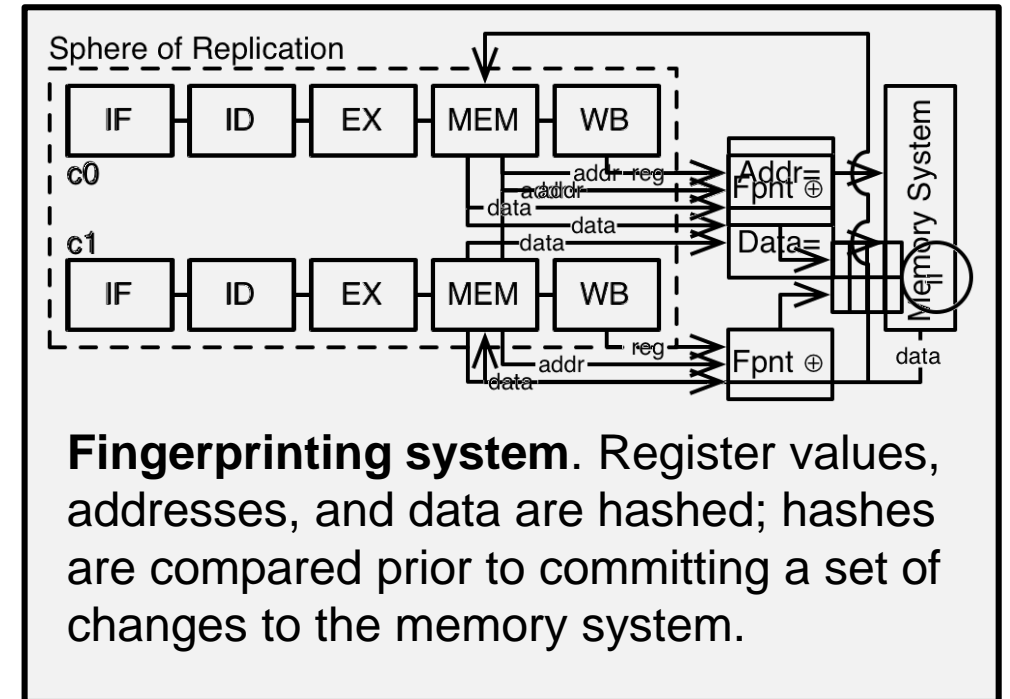 Sphere of Replication
IF ID EX MEM WB
c0
addr reg
addr addr
data
data
data
Addr=
Fpnt ⊕
Data=
=
Memory System
c1
IF ID EX MEM WB
reg
addr
data
Fpnt ⊕
data
Fingerprinting system. Register values,
addresses, and data are hashed; hashes
are compared prior to committing a set of
changes to the memory system.